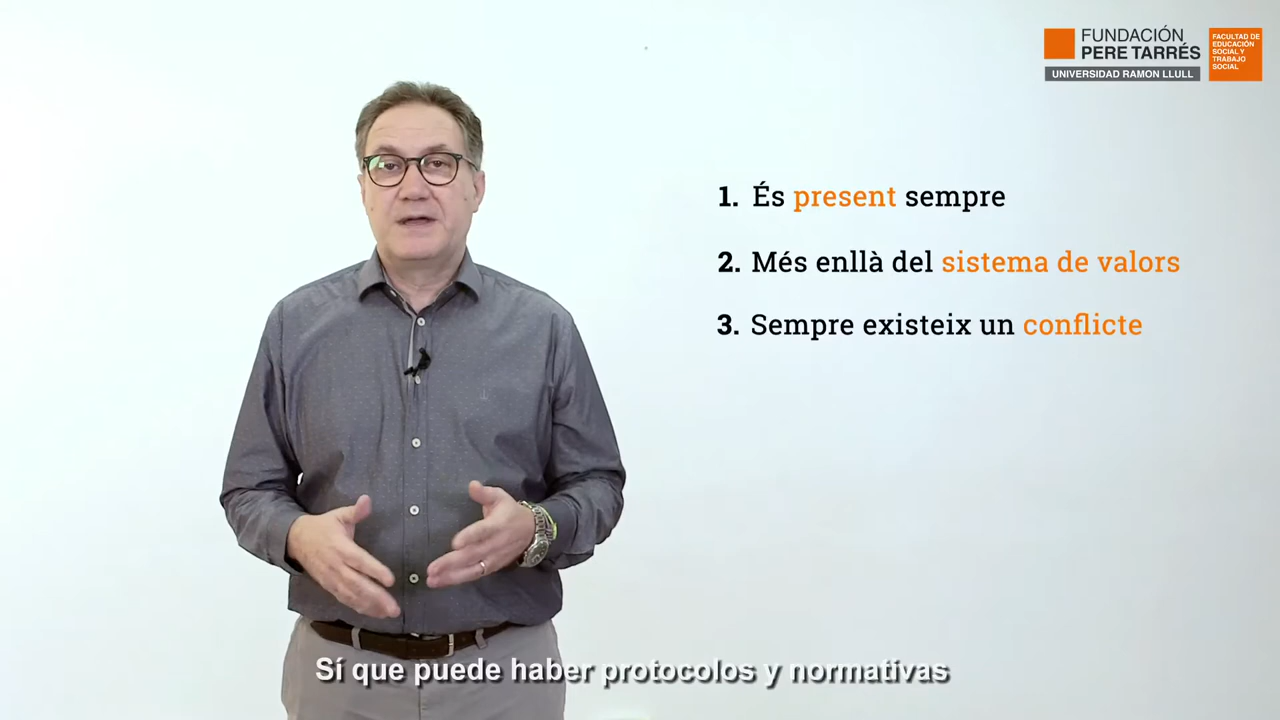 FUNDACIÓN
PERE TARRÉS
UNIVERSIDAD RAMON LLULL
FACULTAD DE
EDUCACIÓN
SOCIAL Y
TRABAJO
SOCIAL
1. És present sempre
2. Més enllà del sistema de valors
3. Sempre existeix un conflicte
Sí que puede haber protocolos y normativas